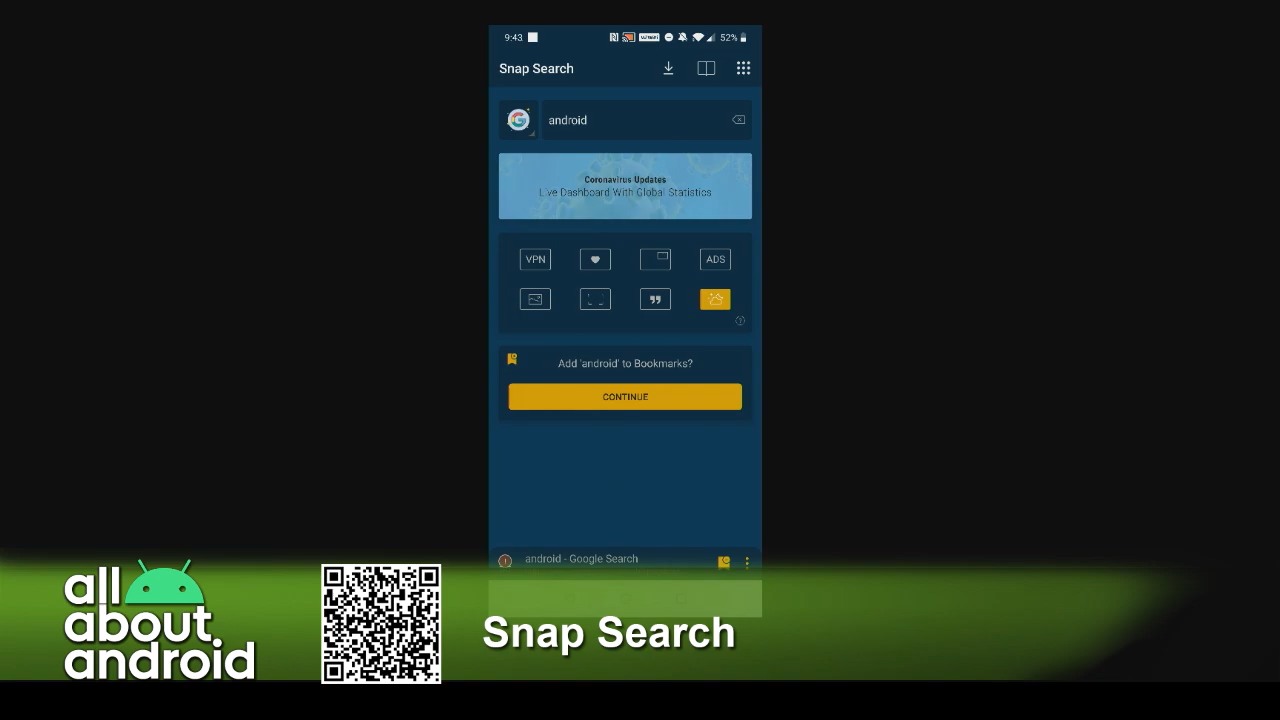 9:43
52%
Snap Search
android
Coronavirus Updates
Live Dashboard With Global Statistics
VPN
ADS
Add 'android' to Bookmarks?
CONTINUE
android - Google Search
all
about
android
Snap Search